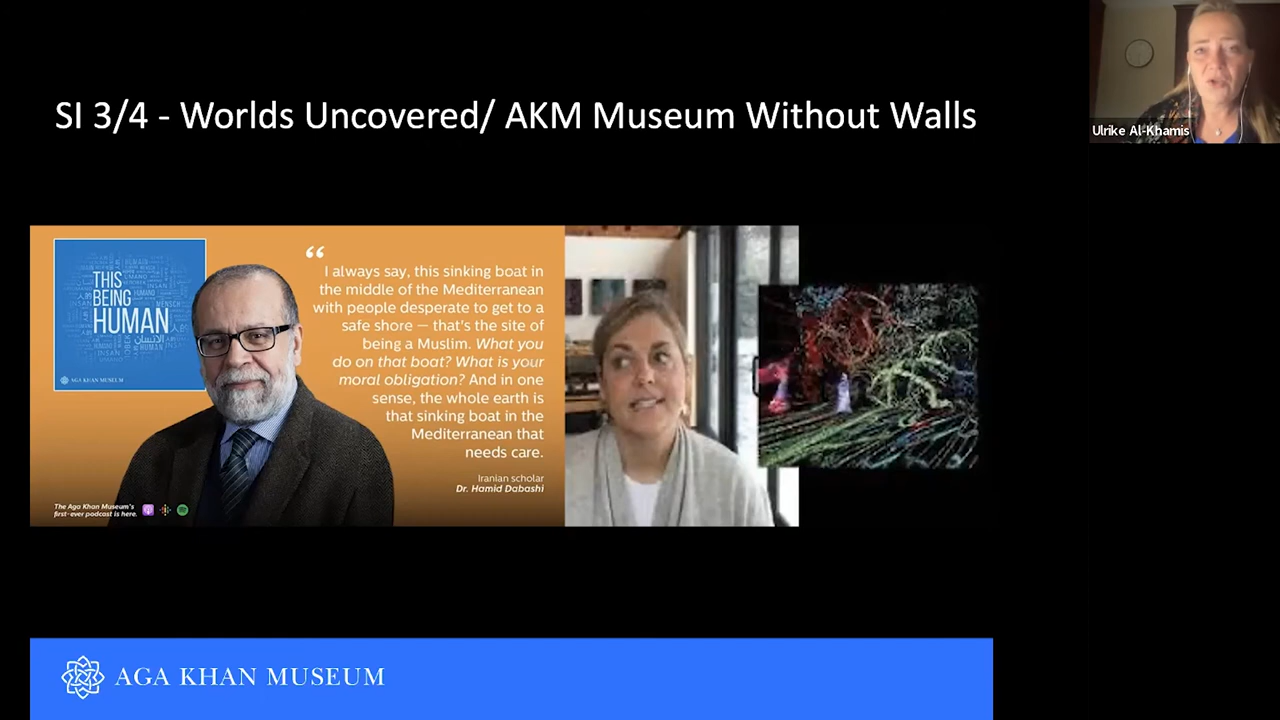 SI 3/4 - Worlds Uncovered/ AKM Museum Without Walls
Ulrike Al-Khamis
THIS
BEING
HUMAN
AGA KHAN MUSEUM
“
I always say, this sinking boat in
the middle of the Mediterranean
with people desperate to get to a
safe shore — that's the site of
being a Muslim. What you
do on that boat? What is your
moral obligation? And in one
sense, the whole earth is
that sinking boat in the
Mediterranean that
needs care.
Iranian scholar
Dr. Hamid Dabashi
The Aga Khan Museum's
first-ever podcast is here.
AGA KHAN MUSEUM